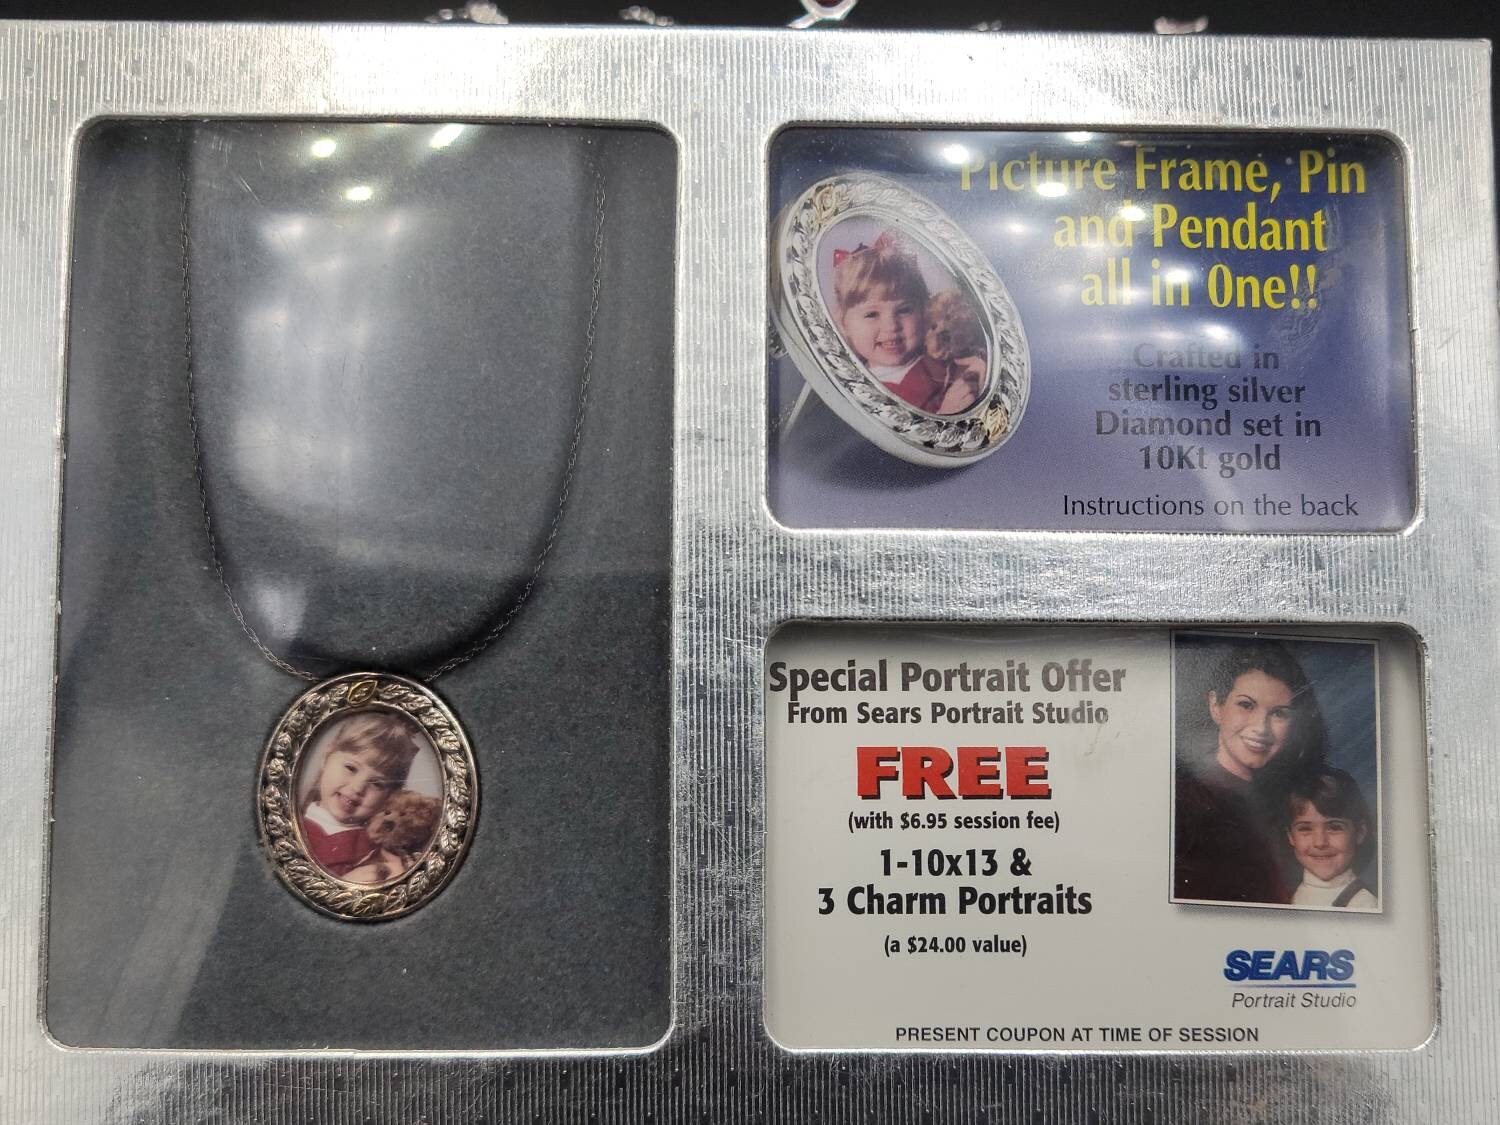 Picture Frame, Pin
and Pendant
all in One!!
Crafted in
sterling silver
Diamond set in
10Kt gold
Instructions on the back
Special Portrait Offer
From Sears Portrait Studio
FREE
(with $6.95 session fee)
1-10x13 &
3 Charm Portraits
(a $24.00 value)
SEARS
Portrait Studio
PRESENT COUPON AT TIME OF SESSION